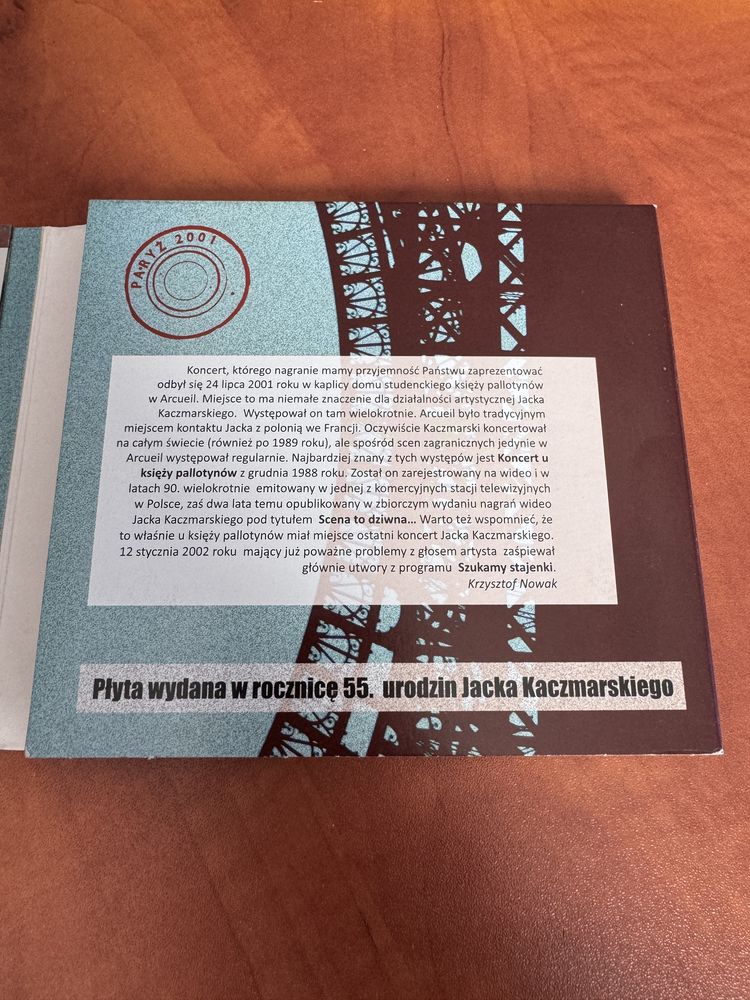 PARYŻ 2001
Koncert, którego nagranie mamy przyjemność Państwu zaprezentować
odbył się 24 lipca 2001 roku w kaplicy domu studenckiego księży pallotynów
w Arcueil. Miejsce to ma niemałe znaczenie dla działalności artystycznej Jacka
Kaczmarskiego. Występował on tam wielokrotnie. Arcueil było tradycyjnym
miejscem kontaktu Jacka z polonią we Francji. Oczywiście Kaczmarski koncertował
na całym świecie (również po 1989 roku), ale spośród scen zagranicznych jedynie w
Arcueil występował regularnie. Najbardziej znany z tych występów jest Koncert u
księży pallotynów z grudnia 1988 roku. Został on zarejestrowany na wideo i w
latach 90. wielokrotnie emitowany w jednej z komercyjnych stacji telewizyjnych
w Polsce, zaś dwa lata temu opublikowany w zbiorczym wydaniu nagrań wideo
Jacka Kaczmarskiego pod tytułem Scena to dziwna... Warto też wspomnieć, że
to właśnie u księży pallotynów miał miejsce ostatni koncert Jacka Kaczmarskiego.
12 stycznia 2002 roku mający już poważne problemy z głosem artysta zaśpiewał
głównie utwory z programu Szukamy stajenki.
Krzysztof Nowak
Płyta wydana w rocznicę 55. urodzin Jacka Kaczmarskiego